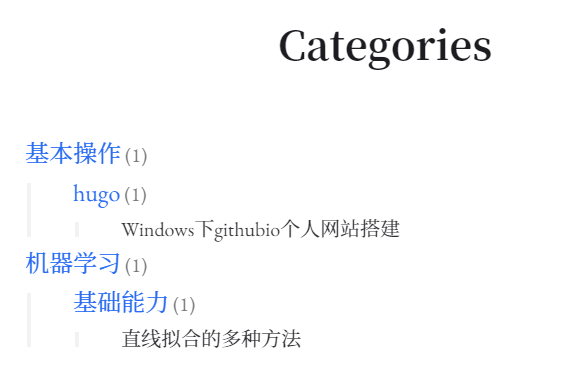 Categories
基本操作 (1)
hugo (1)
Windows下githubio个人网站搭建
机器学习 (1)
基础能力 (1)
直线拟合的多种方法